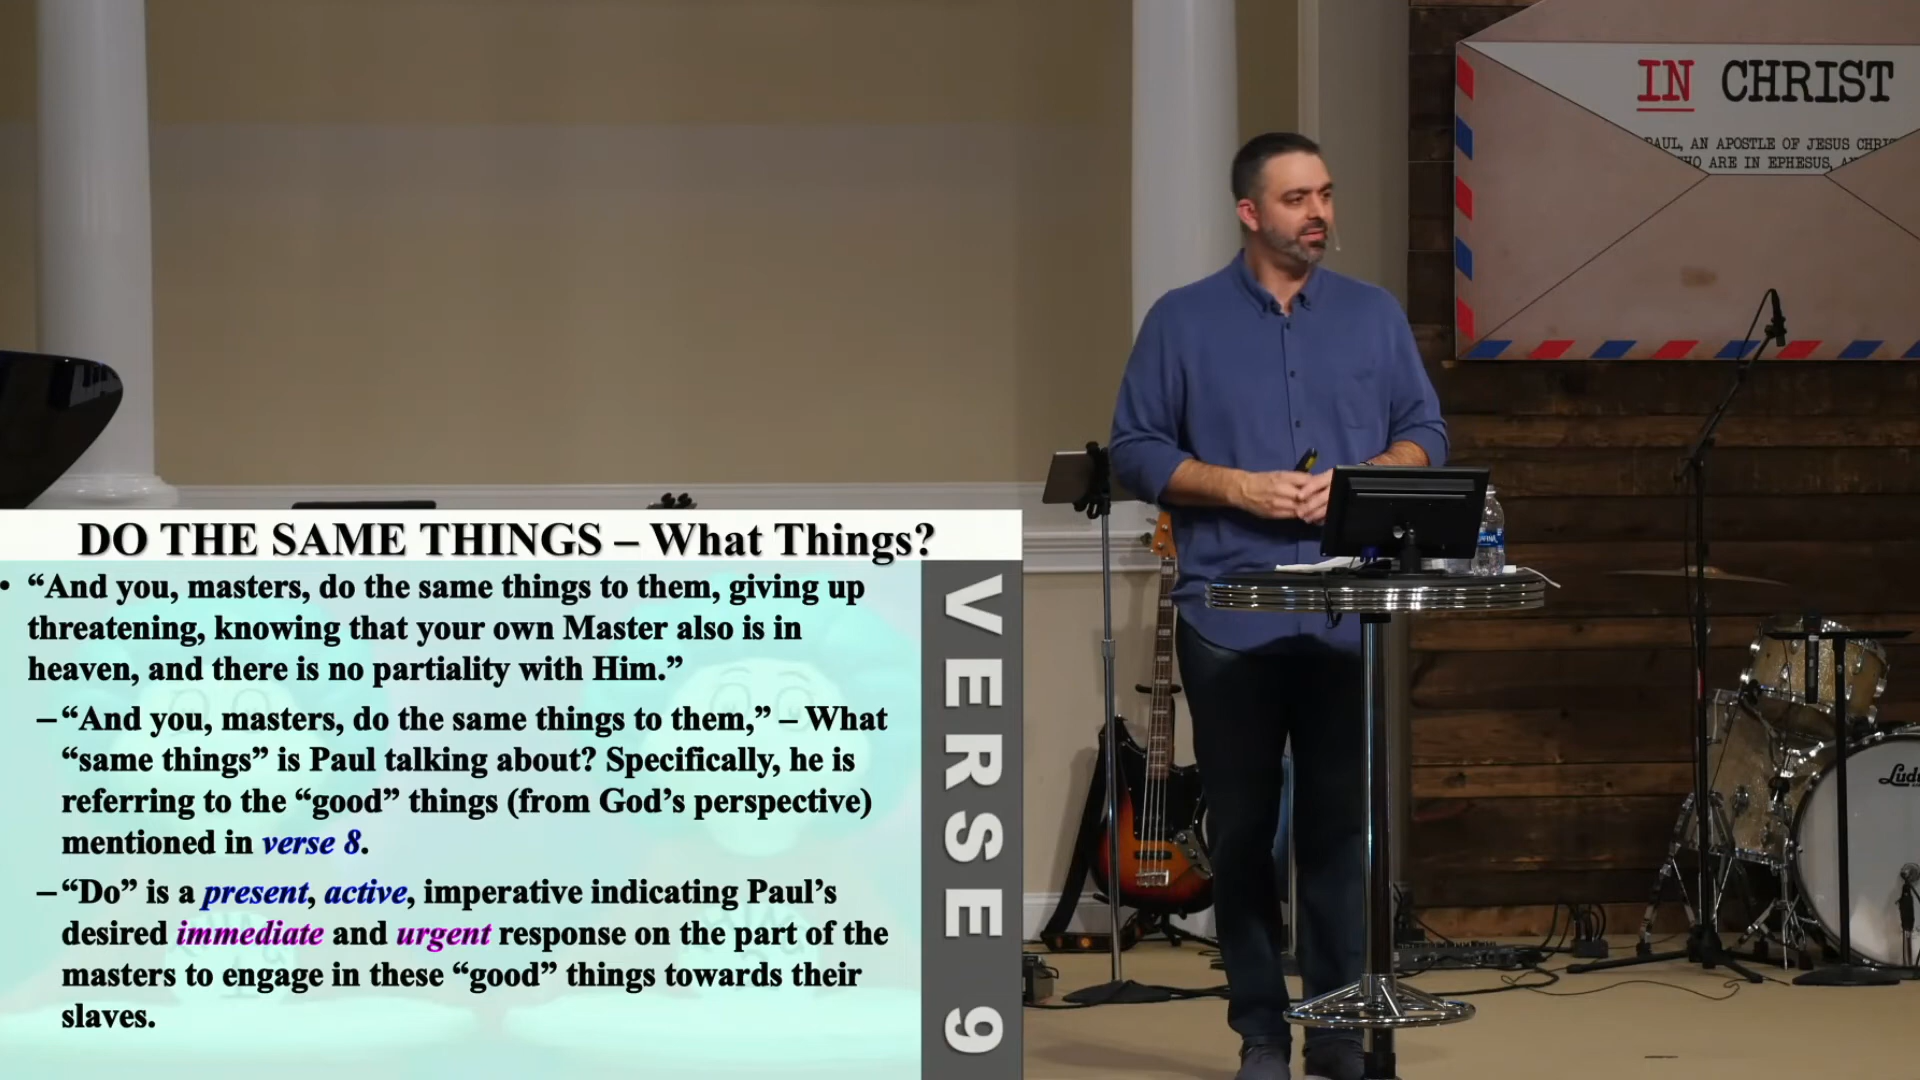 IN CHRIST
PAUL, AN APOSTLE OF JESUS
ARE IN EPHESUS,
DO THE SAME THINGS – What Things?
• “And you, masters, do the same things to them, giving up
threatening, knowing that your own Master also is in
heaven, and there is no partiality with Him.”
– “And you, masters, do the same things to them,” – What
“same things” is Paul talking about? Specifically, he is
referring to the “good” things (from God’s perspective)
mentioned in verse 8.
– “Do” is a present, active, imperative indicating Paul’s
desired immediate and urgent response on the part of the
masters to engage in these “good” things towards their
slaves.
VERSE 9